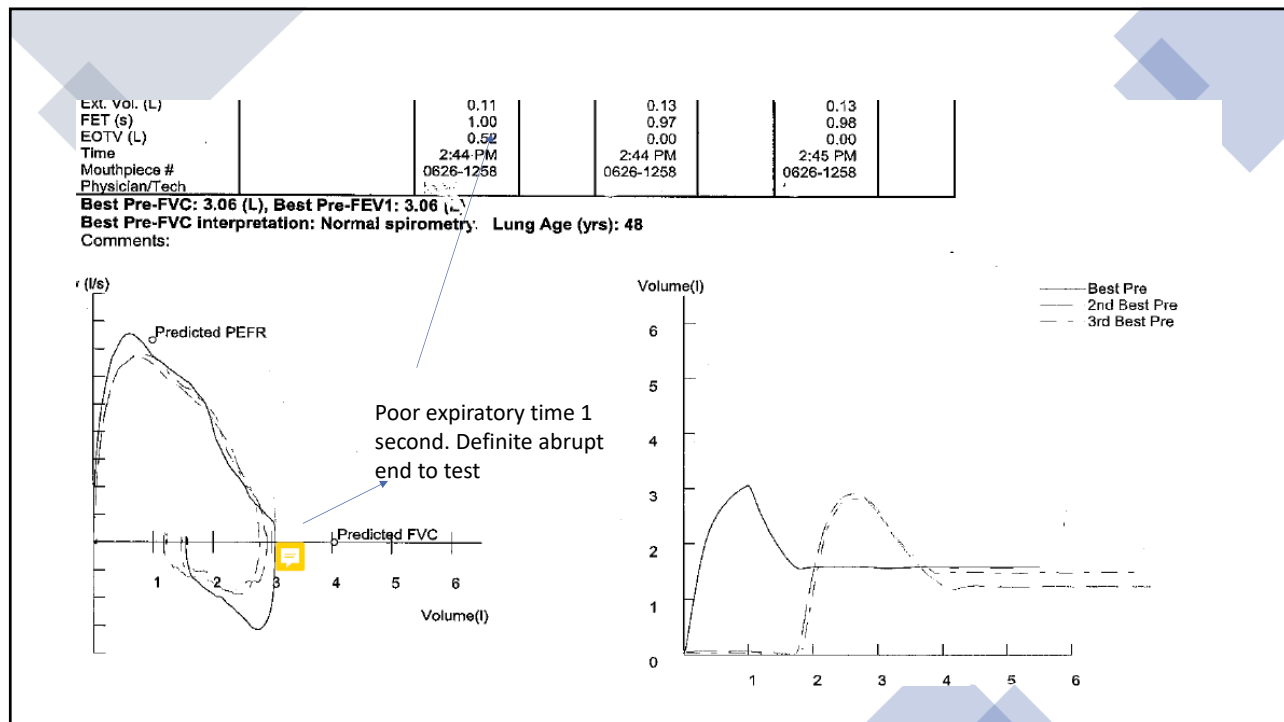 Ext. Vol. (L) 0.11 0.13 0.13
FET (s) 1.00 0.97 0.98
EOTV (L) 0.52 0.00 0.00
Time 2:44 PM 2:44 PM 2:45 PM
Mouthpiece # 0626-1258 0626-1258 0626-1258
Physician/Tech
Best Pre-FVC: 3.06 (L), Best Pre-FEV1: 3.06 (L)
Best Pre-FVC interpretation: Normal spirometry. Lung Age (yrs): 48
Comments:
(l/s)
Predicted PEFR
Predicted FVC
1 2 3 4 5 6
Volume(l)
Poor expiratory time 1
second. Definite abrupt
end to test
Volume(l)
6
5
4
3
2
1
0
1 2 3 4 5 6
Best Pre
2nd Best Pre
3rd Best Pre